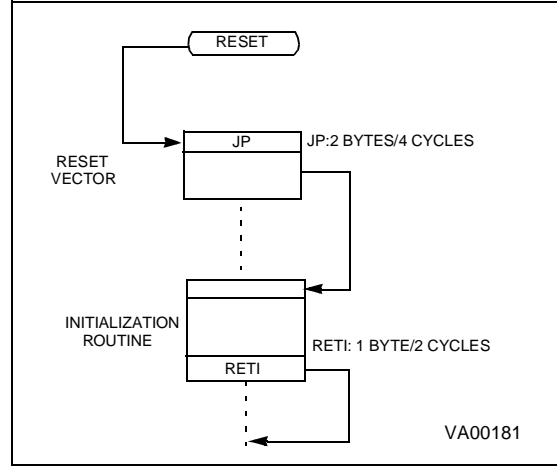 RESET
JP
JP:2 BYTES/4 CYCLES
RESET
VECTOR
INITIALIZATION
ROUTINE
RETI: 1 BYTE/2 CYCLES
RETI
VA00181